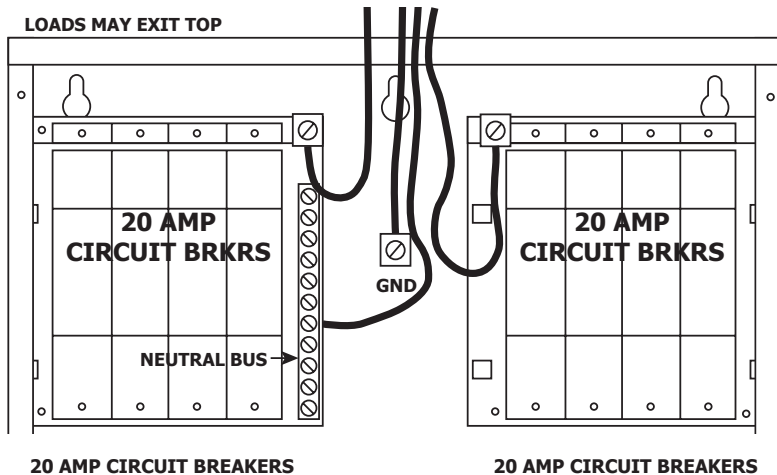 LOADS MAY EXIT TOP
20 AMP
CIRCUIT BRKRS
20 AMP
CIRCUIT BRKRS
GND
NEUTRAL BUS
20 AMP CIRCUIT BREAKERS
20 AMP CIRCUIT BREAKERS